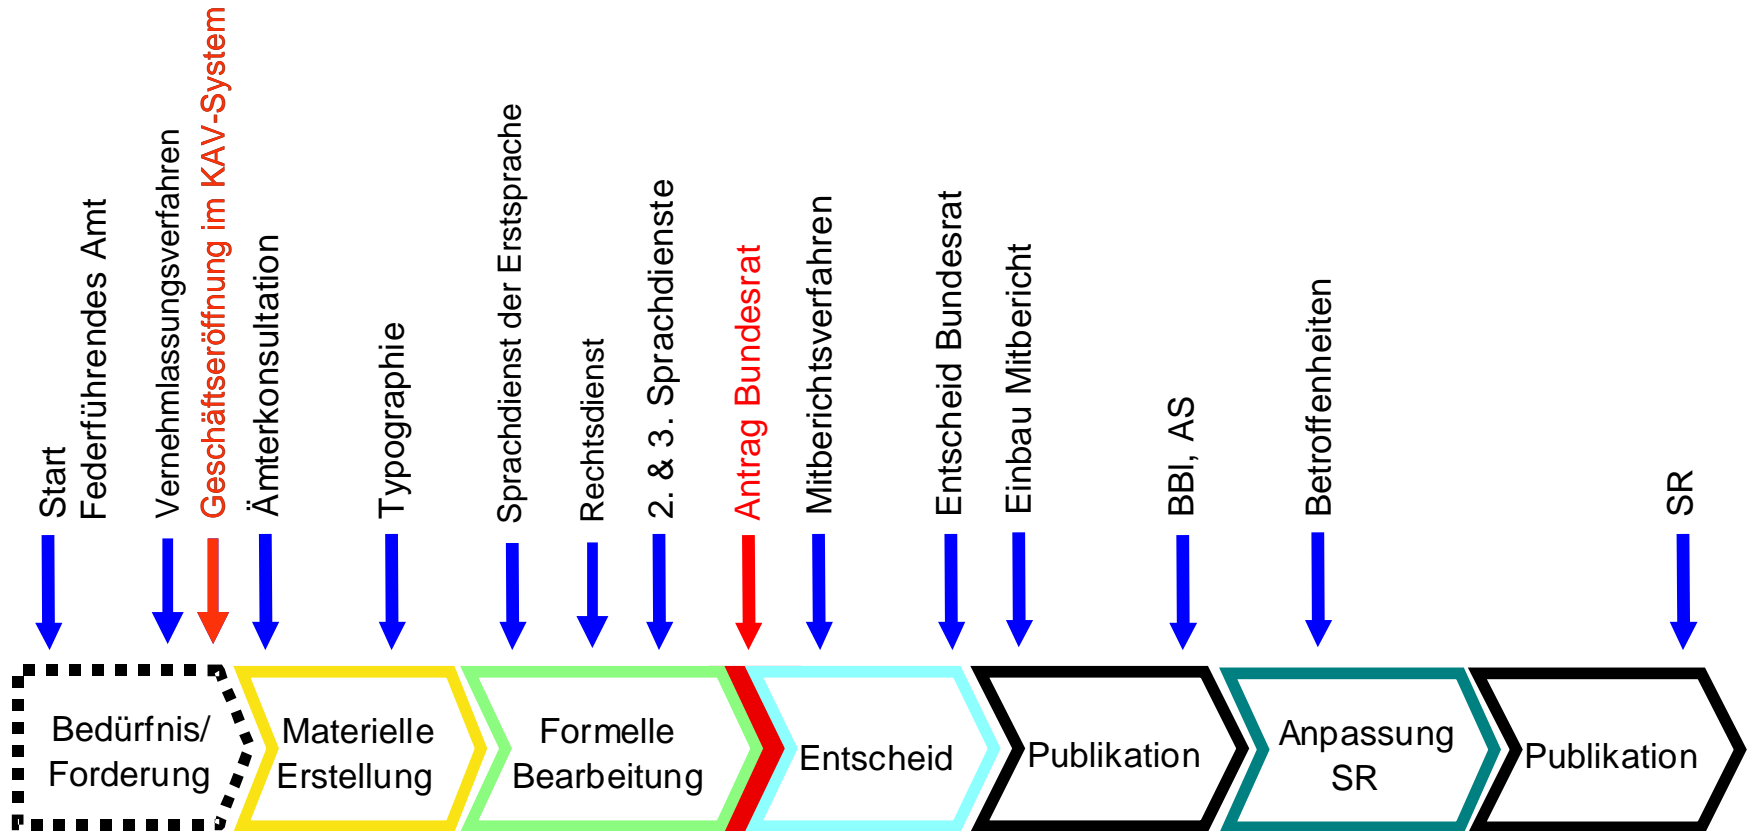 Start
Federführendes Amt
Vernehmlassungsverfahren
Geschäftseröffnung im KAV-System
Ämterkonsultation
Typographie
Sprachdienst der Erstsprache
Rechtsdienst
2. & 3. Sprachdienste
Antrag Bundesrat
Mitberichtsverfahren
Entscheid Bundesrat
Einbau Mitbericht
BBl, AS
Betroffenheiten
SR
Bedürfnis/
Forderung
Materielle
Erstellung
Formelle
Bearbeitung
Entscheid
Publikation
Anpassung
SR
Publikation